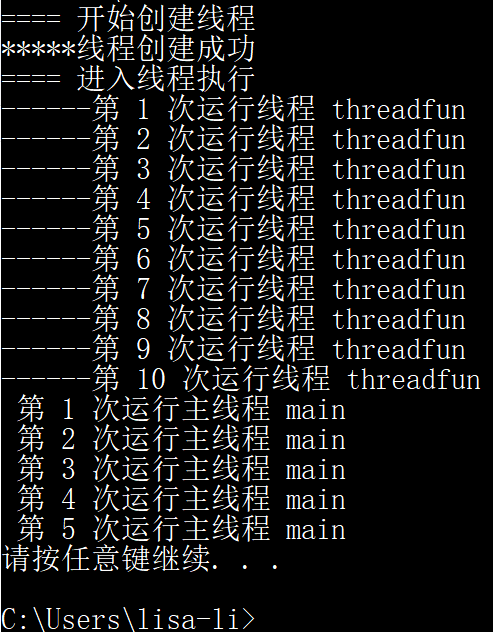 ==== 开始创建线程
*****线程创建成功
==== 进入线程执行
------第 1 次运行线程 threadfun
------第 2 次运行线程 threadfun
------第 3 次运行线程 threadfun
------第 4 次运行线程 threadfun
------第 5 次运行线程 threadfun
------第 6 次运行线程 threadfun
------第 7 次运行线程 threadfun
------第 8 次运行线程 threadfun
------第 9 次运行线程 threadfun
------第 10 次运行线程 threadfun
 第 1 次运行主线程 main
 第 2 次运行主线程 main
 第 3 次运行主线程 main
 第 4 次运行主线程 main
 第 5 次运行主线程 main
请按任意键继续. . .
C:\Users\lisa-li>